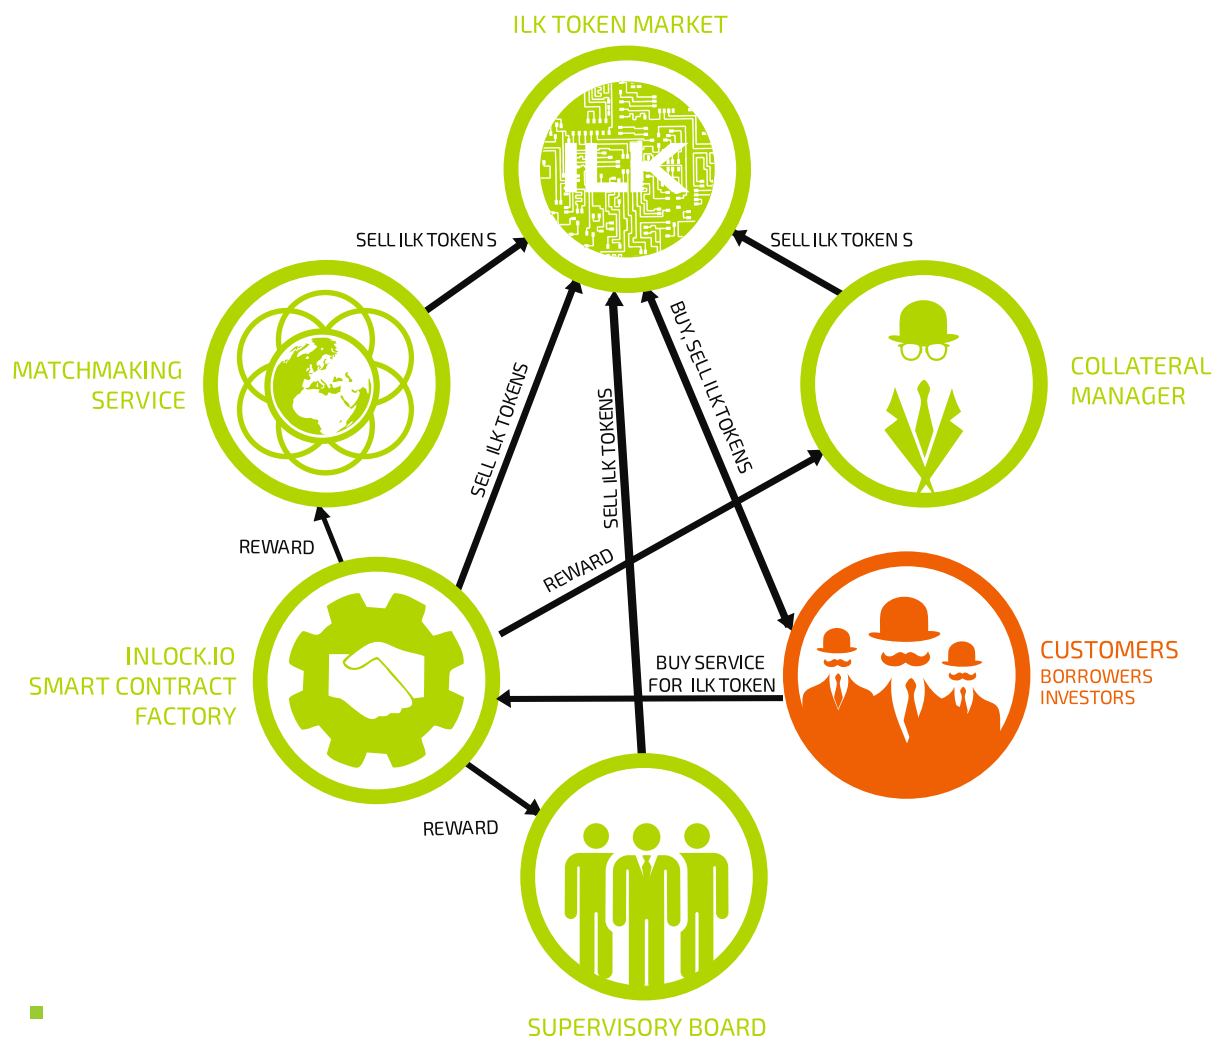 ILK TOKEN MARKET
ILK
SELL ILK TOKENS
SELL ILK TOKENS
BUY, SELL ILK TOKENS
MATCHMAKING
SERVICE
COLLATERAL
MANAGER
SELL ILK TOKENS
SELL ILK TOKENS
REWARD
REWARD
INLOCK.IO
SMART CONTRACT
FACTORY
BUY SERVICE
FOR ILK TOKEN
CUSTOMERS
BORROWERS
INVESTORS
REWARD
SUPERVISORY BOARD